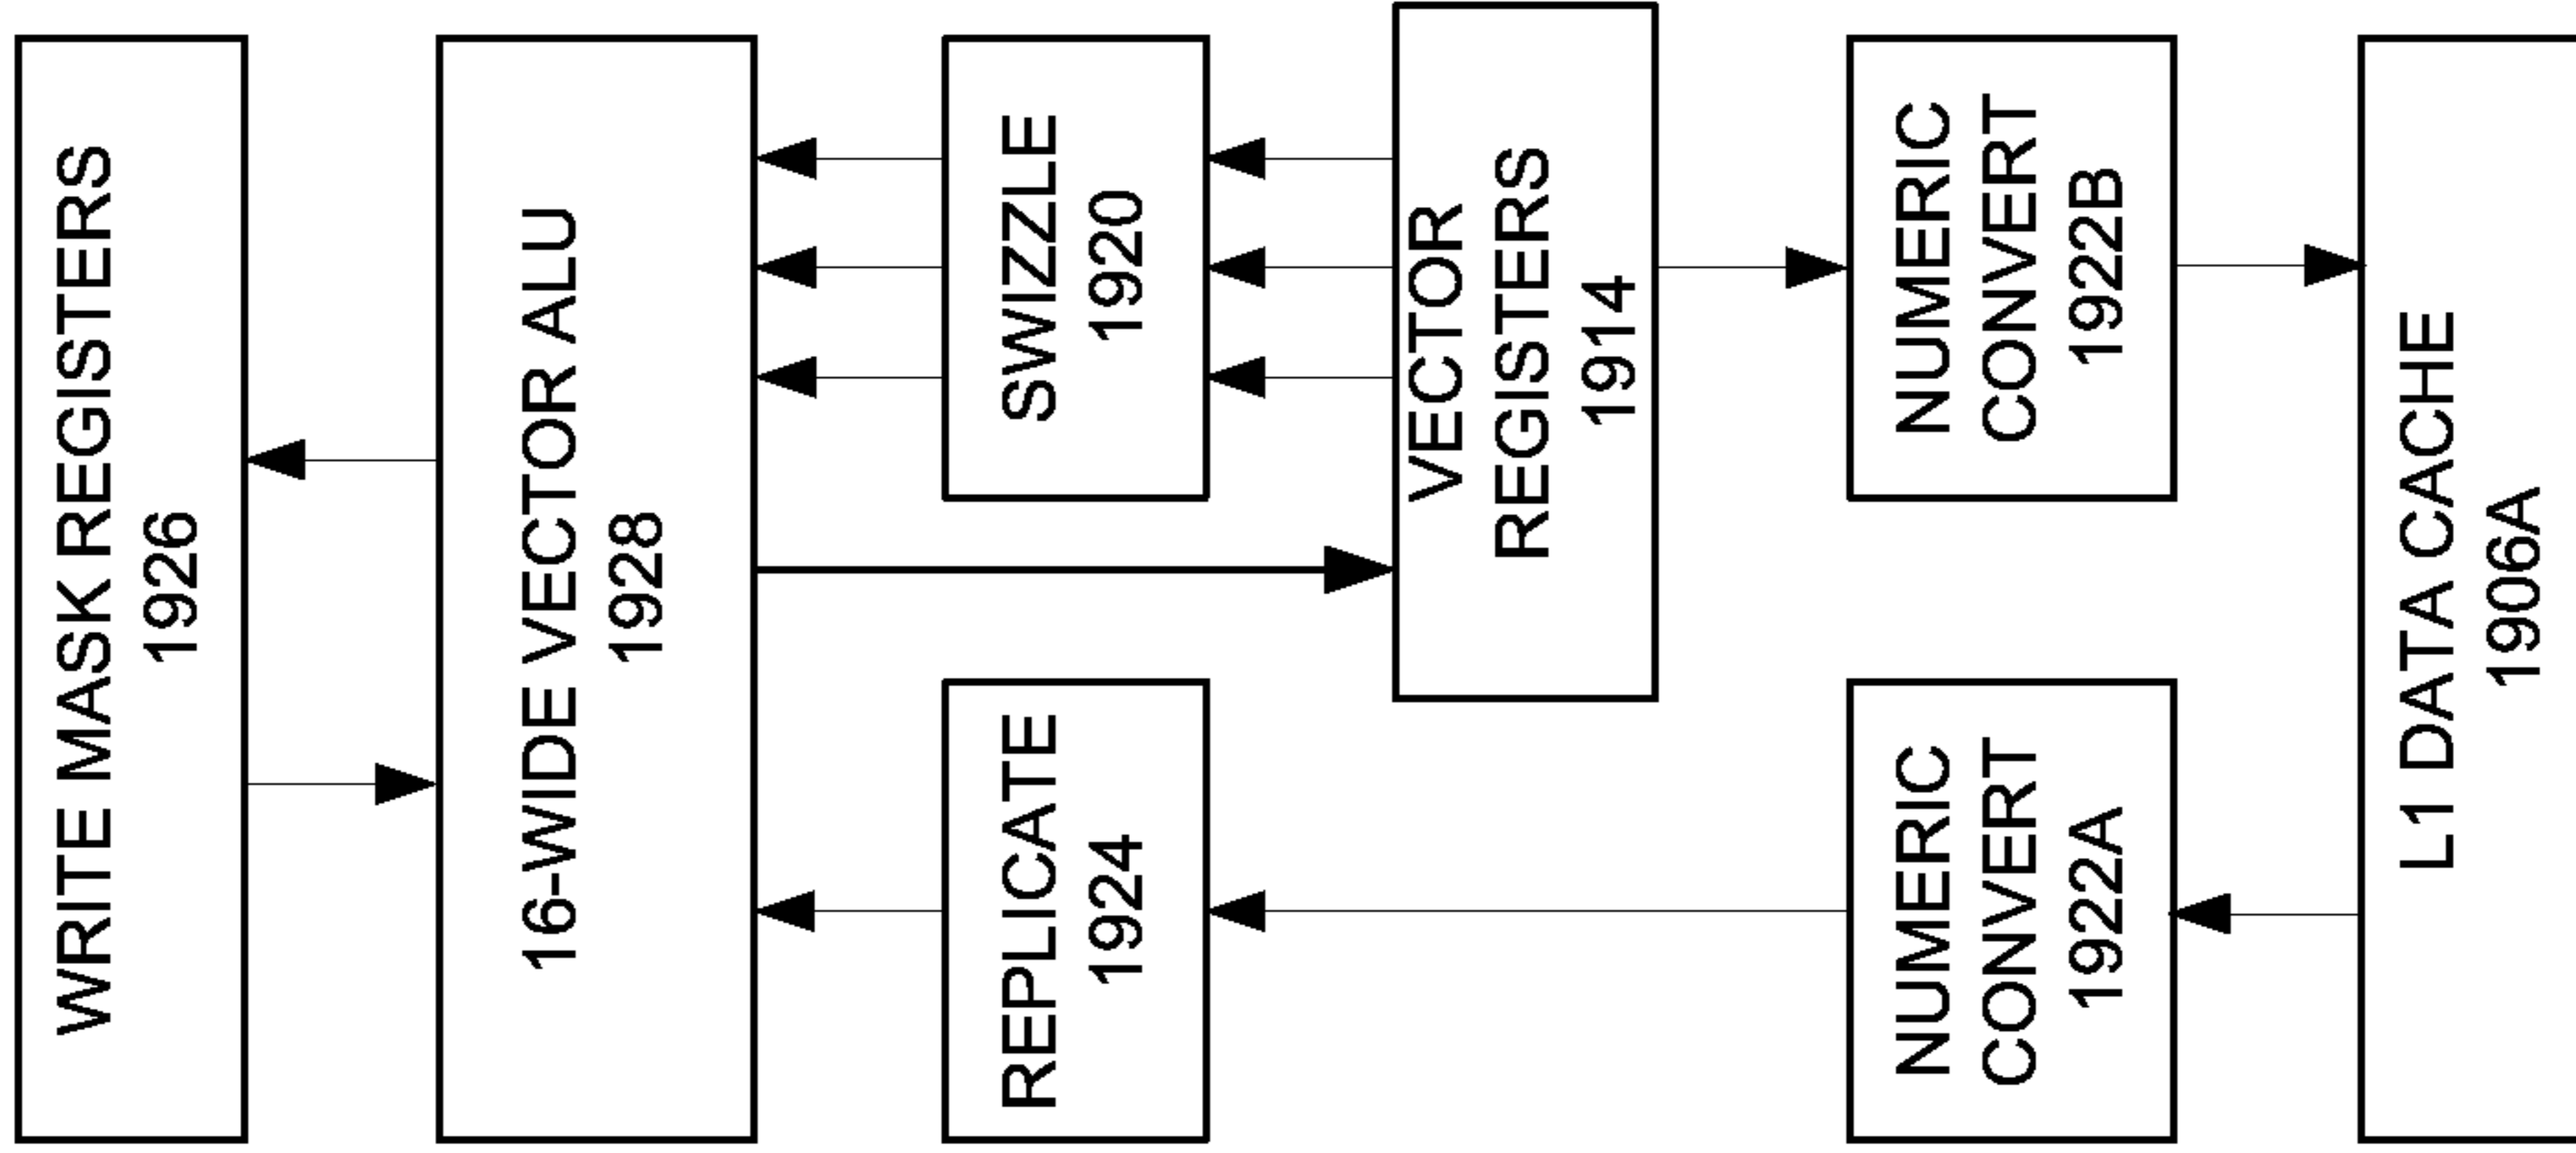 WRITE MASK REGISTERS
1926
16-WIDE VECTOR ALU
1928
REPLICATE
1924
SWIZZLE
1920
VECTOR
REGISTERS
1914
NUMERIC
CONVERT
1922A
NUMERIC
CONVERT
1922B
L1 DATA CACHE
1906A